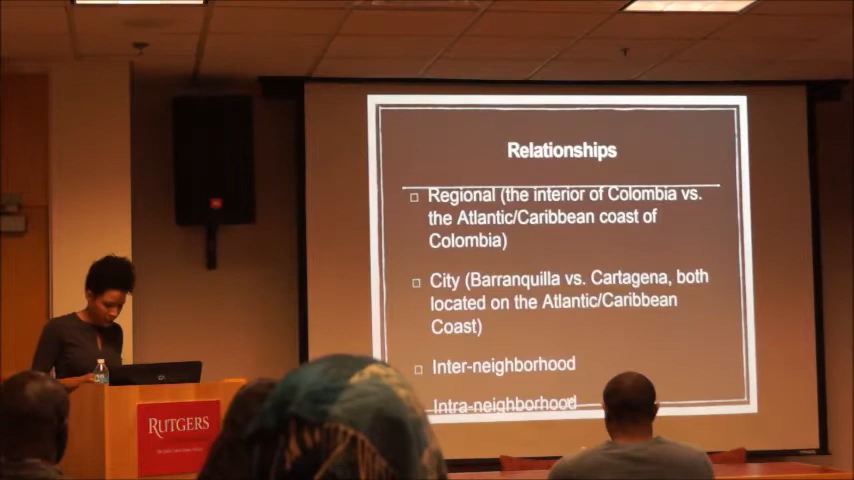 Relationships
Regional (the interior of Colombia vs.
the Atlantic/Caribbean coast of
Colombia)
City (Barranquilla vs. Cartagena, both
located on the Atlantic/Caribbean
Coast)
Inter-neighborhood
Intra-neighborhood
RUTGERS